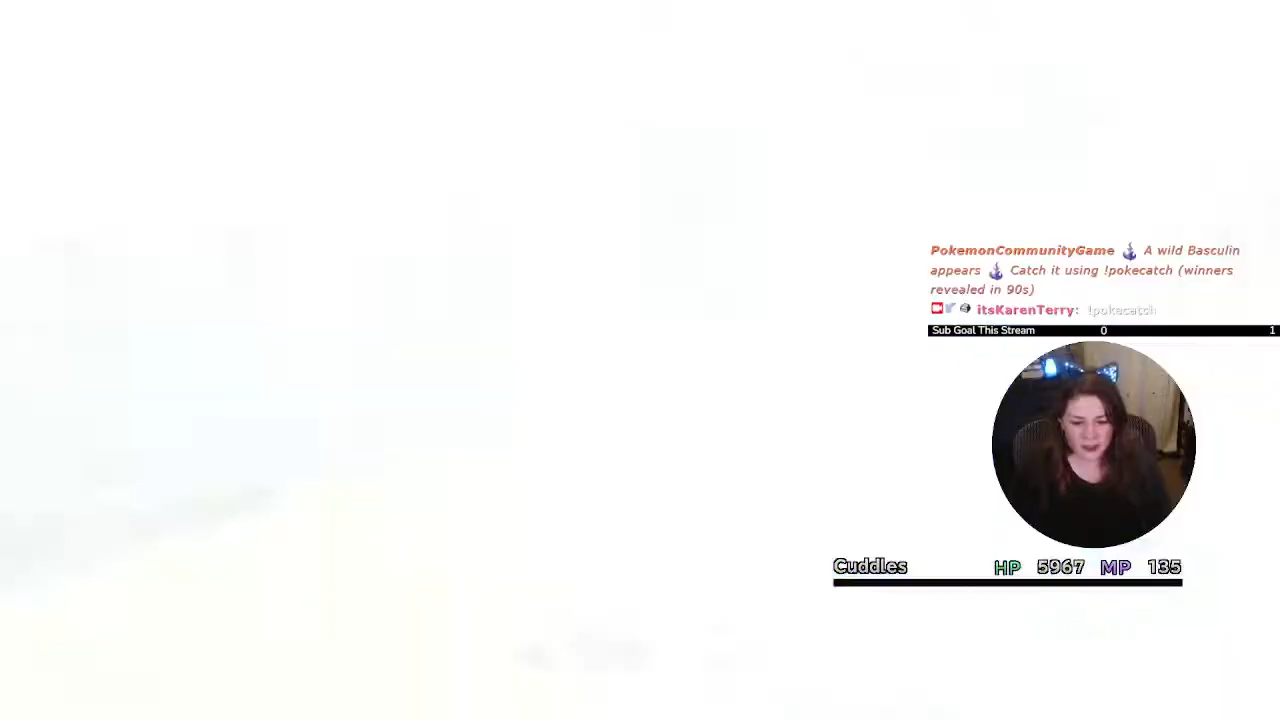 PokemonCommunityGame A wild Basculin
appears Catch it using !pokecatch (winners
revealed in 90s)
itsKarenTerry: !pokecatch
Sub Goal This Stream 0 1
Cuddles HP 5967 MP 135